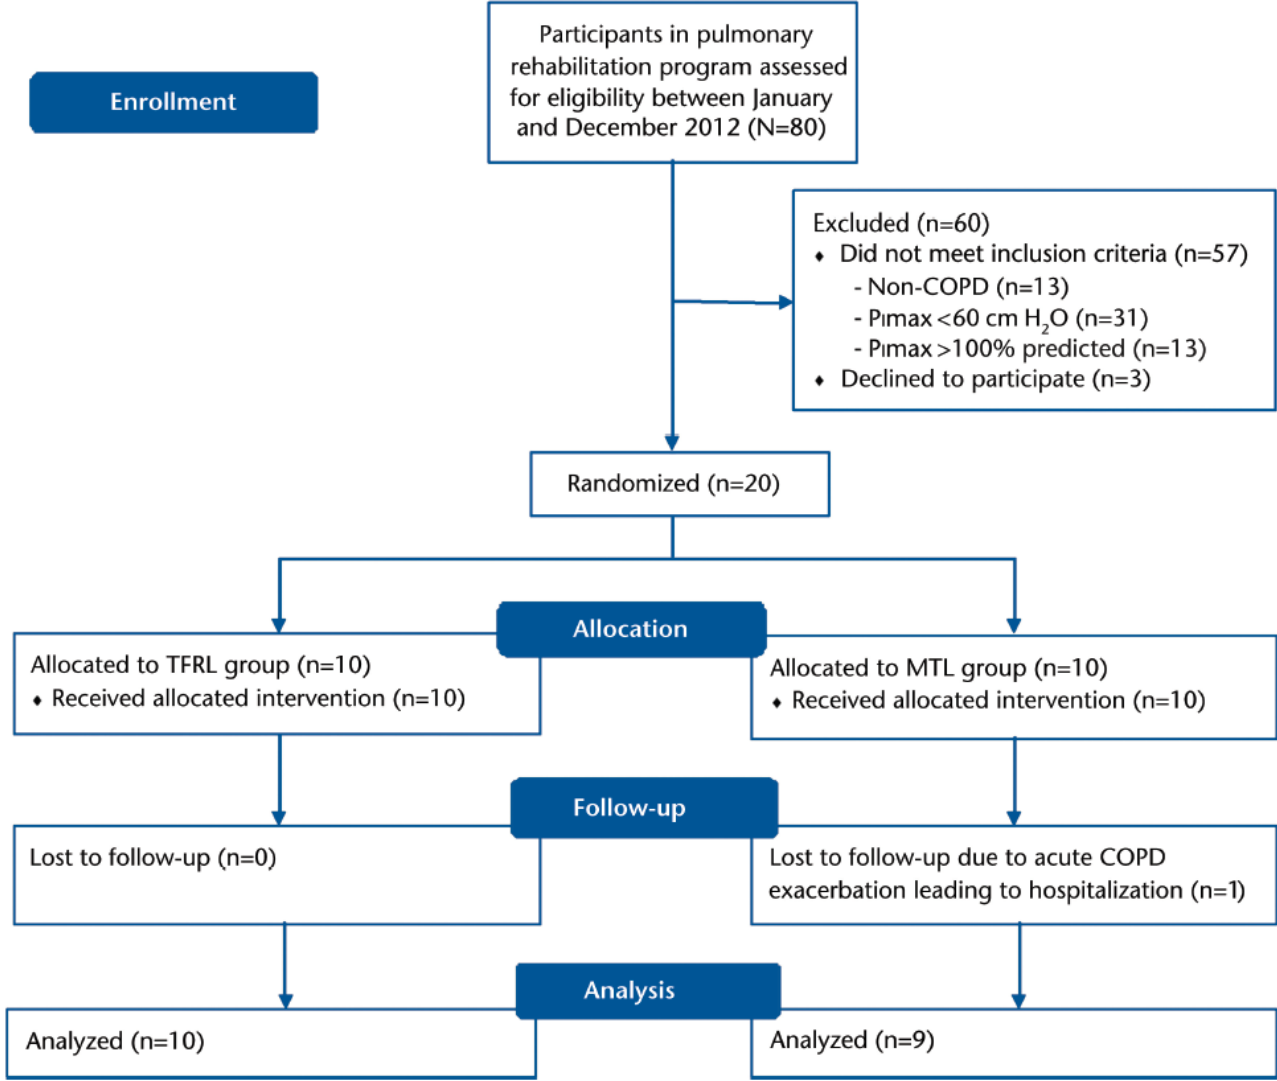 Participants in pulmonary
rehabilitation program assessed
for eligibility between January
and December 2012 (N=80)
Enrollment
Excluded (n=60)
♦ Did not meet inclusion criteria (n=57)
- Non-COPD (n=13)
- PImax <60 cm H₂O (n=31)
- PImax >100% predicted (n=13)
♦ Declined to participate (n=3)
Randomized (n=20)
Allocation
Allocated to TFRL group (n=10)
♦ Received allocated intervention (n=10)
Allocated to MTL group (n=10)
♦ Received allocated intervention (n=10)
Follow-up
Lost to follow-up (n=0)
Lost to follow-up due to acute COPD
exacerbation leading to hospitalization (n=1)
Analysis
Analyzed (n=10)
Analyzed (n=9)